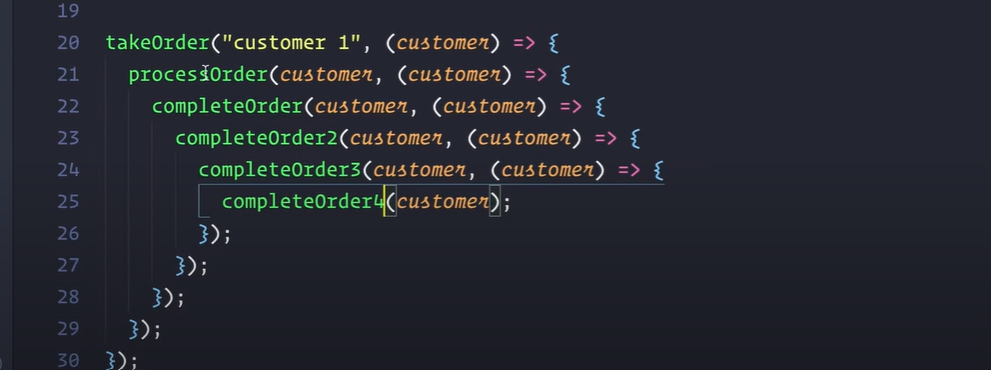 19
20 takeOrder("customer 1", (customer) => {
21   processOrder(customer, (customer) => {
22     completeOrder(customer, (customer) => {
23       completeOrder2(customer, (customer) => {
24         completeOrder3(customer, (customer) => {
25           completeOrder4(customer);
26         });
27       });
28     });
29   });
30 });